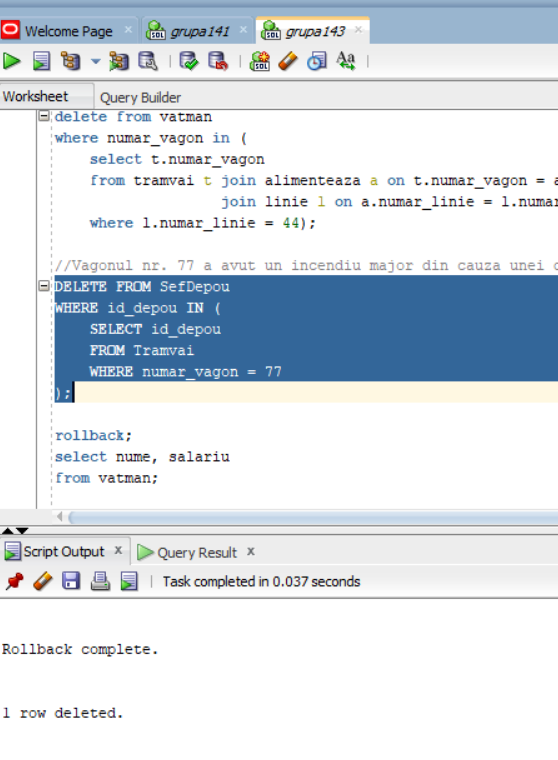 Welcome Page × grupa141 × grupa143 ×
Worksheet Query Builder
delete from vatman
where numar_vagon in (
select t.numar_vagon
from tramvai t join alimenteaza a on t.numar_vagon =
join linie l on a.numar_linie =
where l.numar_linie = 44);
//Vagonul nr. 77 a avut un incendiu major din cauza unei
DELETE FROM SefDepou
WHERE id_depou IN (
SELECT id_depou
FROM Tramvai
WHERE numar_vagon = 77
);
rollback;
select nume, salariu
from vatman;
Script Output x Query Result x
Task completed in 0.037 seconds
Rollback complete.
1 row deleted.